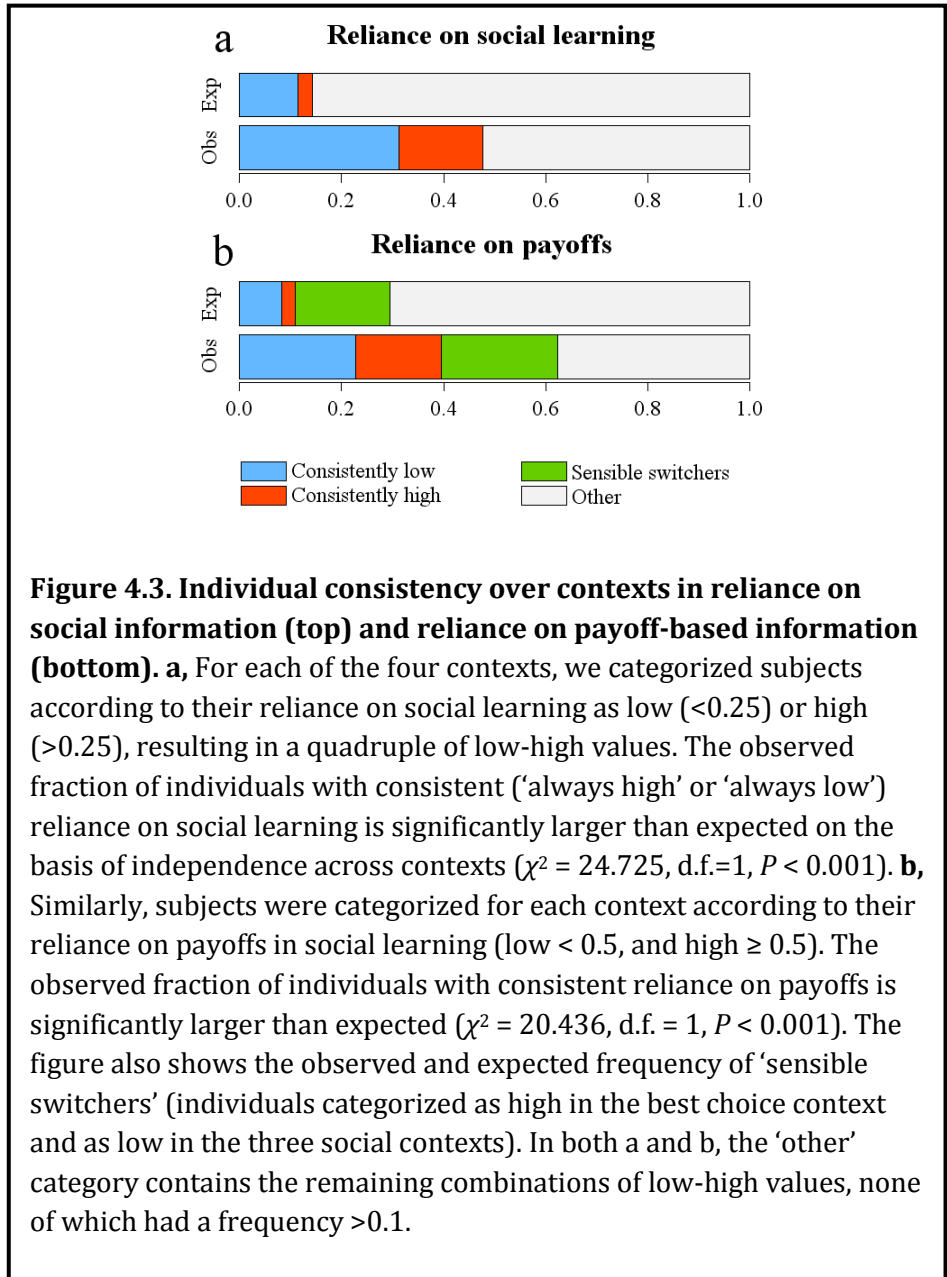 a
Reliance on social learning
Exp
Obs
0.0 0.2 0.4 0.6 0.8 1.0
b
Reliance on payoffs
Exp
Obs
0.0 0.2 0.4 0.6 0.8 1.0
Consistently low Sensible switchers
Consistently high Other
Figure 4.3. Individual consistency over contexts in reliance on
social information (top) and reliance on payoff-based information
(bottom). a, For each of the four contexts, we categorized subjects
according to their reliance on social learning as low (<0.25) or high
(>0.25), resulting in a quadruple of low-high values. The observed
fraction of individuals with consistent (‘always high’ or ‘always low’)
reliance on social learning is significantly larger than expected on the
basis of independence across contexts (χ² = 24.725, d.f.=1, P < 0.001). b,
Similarly, subjects were categorized for each context according to their
reliance on payoffs in social learning (low < 0.5, and high ≥ 0.5). The
observed fraction of individuals with consistent reliance on payoffs is
significantly larger than expected (χ² = 20.436, d.f. = 1, P < 0.001). The
figure also shows the observed and expected frequency of ‘sensible
switchers’ (individuals categorized as high in the best choice context
and as low in the three social contexts). In both a and b, the ‘other’
category contains the remaining combinations of low-high values, none
of which had a frequency >0.1.